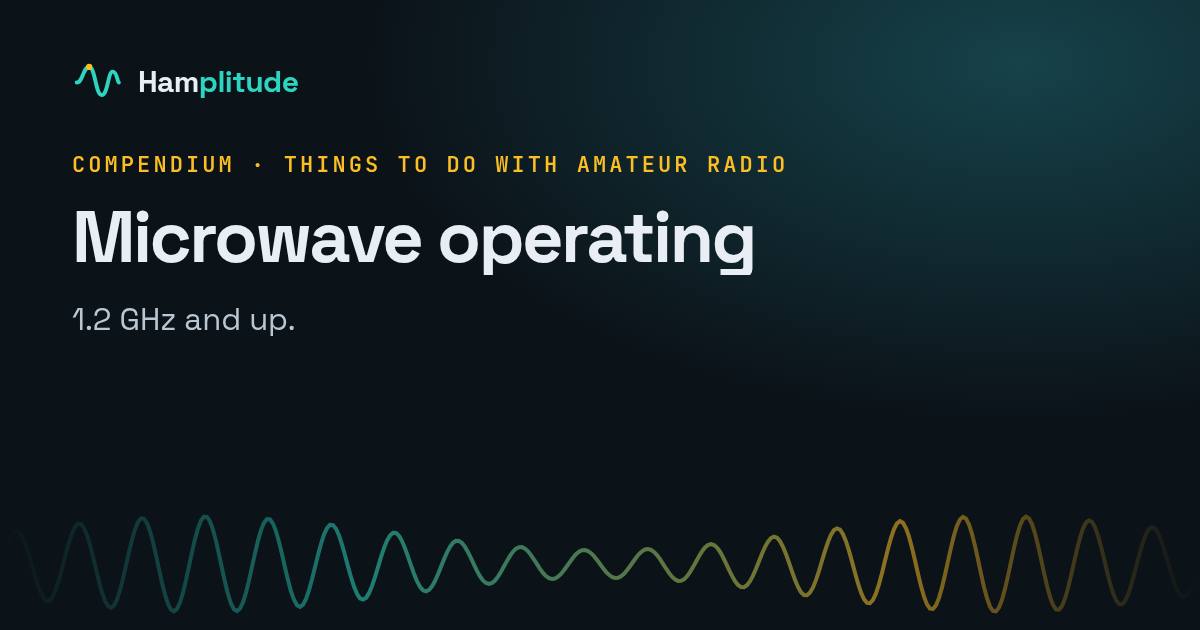 Hamplitude
COMPENDIUM · THINGS TO DO WITH AMATEUR RADIO
Microwave operating
1.2 GHz and up.